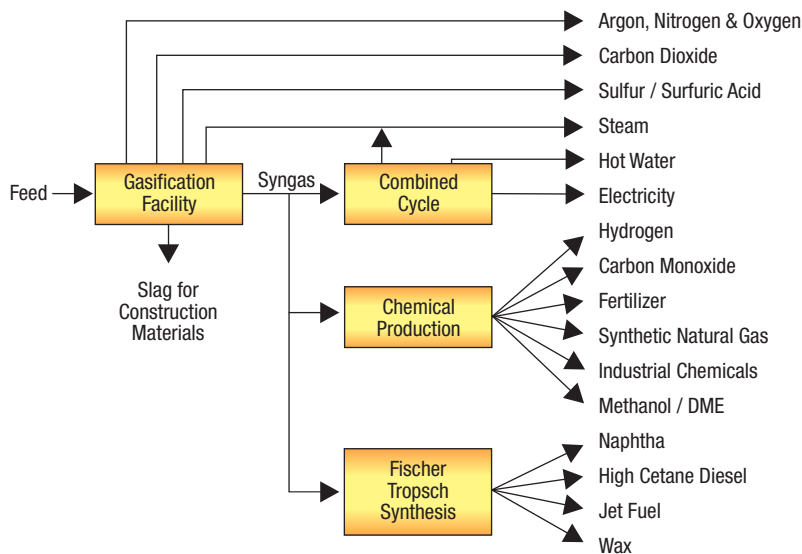 Argon, Nitrogen & Oxygen
Carbon Dioxide
Sulfur / Surfuric Acid
Steam
Hot Water
Electricity
Feed
Gasification
Facility
Syngas
Combined
Cycle
Slag for
Construction
Materials
Chemical
Production
Hydrogen
Carbon Monoxide
Fertilizer
Synthetic Natural Gas
Industrial Chemicals
Methanol / DME
Fischer
Tropsch
Synthesis
Naphtha
High Cetane Diesel
Jet Fuel
Wax